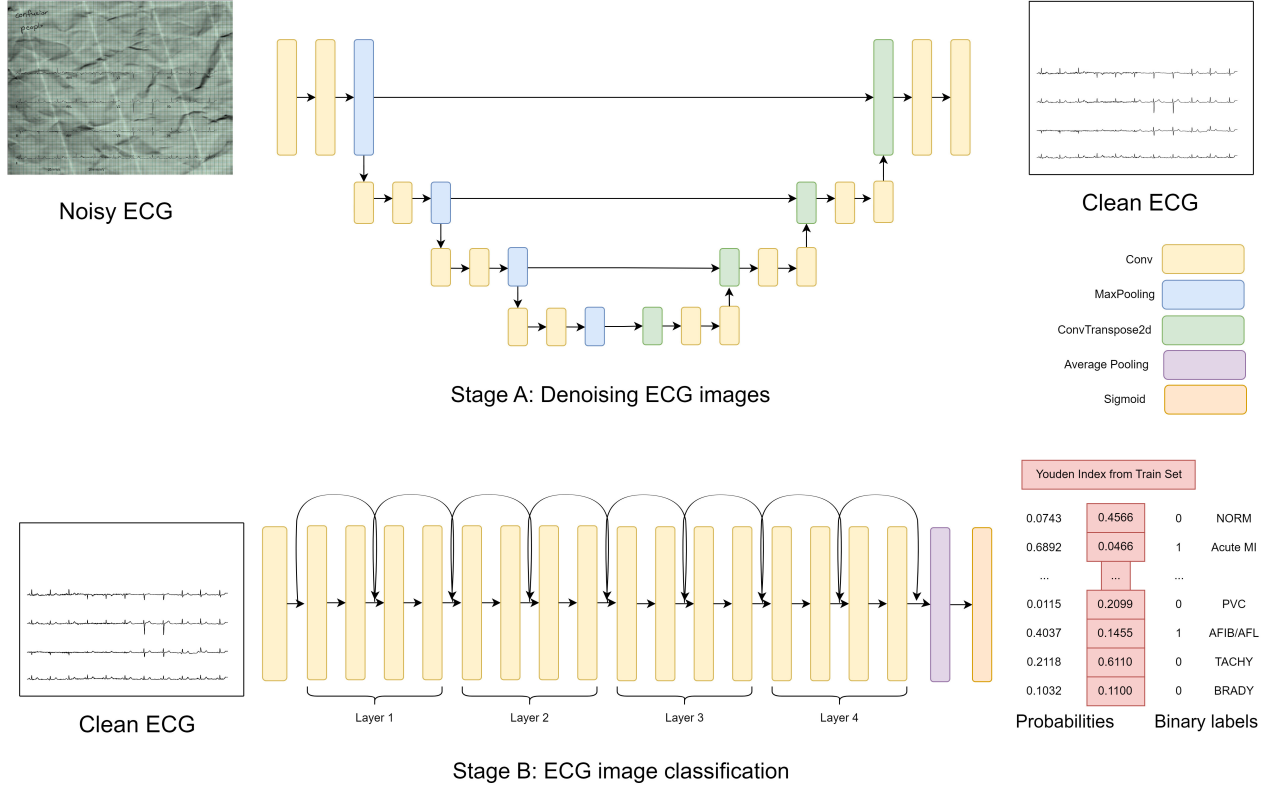 confusion
people
Noisy ECG
Clean ECG
Conv
MaxPooling
ConvTranspose2d
Average Pooling
Sigmoid
Stage A: Denoising ECG images
Youden Index from Train Set
0.0743 0.4566 0 NORM
0.6892 0.0466 1 Acute MI
... ... ...
0.0115 0.2099 0 PVC
0.4037 0.1455 1 AFIB/AFL
0.2118 0.6110 0 TACHY
0.1032 0.1100 0 BRADY
Probabilities Binary labels
Clean ECG
Layer 1 Layer 2 Layer 3 Layer 4
Stage B: ECG image classification